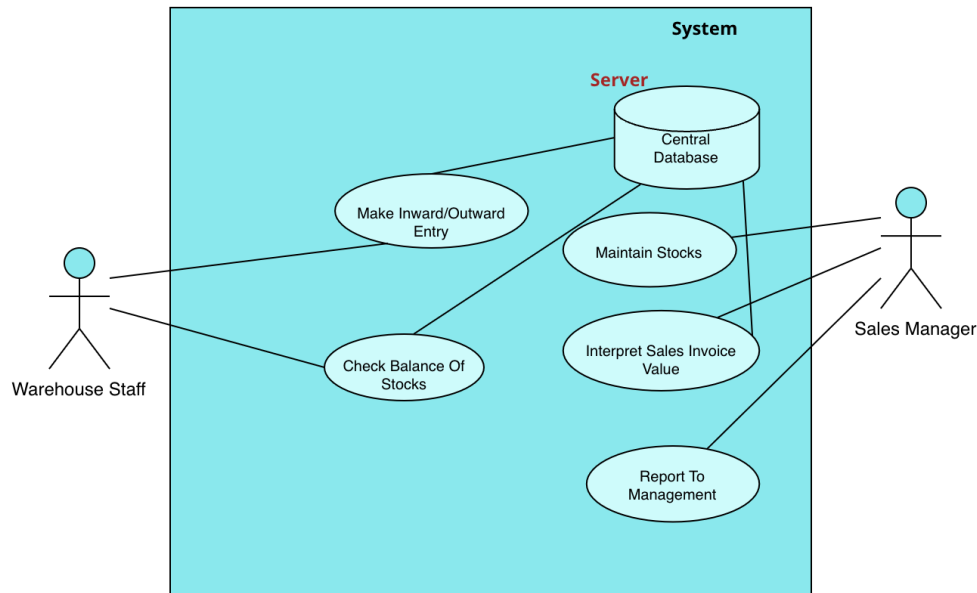 System
Server
Central
Database
Make Inward/Outward
Entry
Maintain Stocks
Sales Manager
Interpret Sales Invoice
Value
Check Balance Of
Stocks
Warehouse Staff
Report To
Management